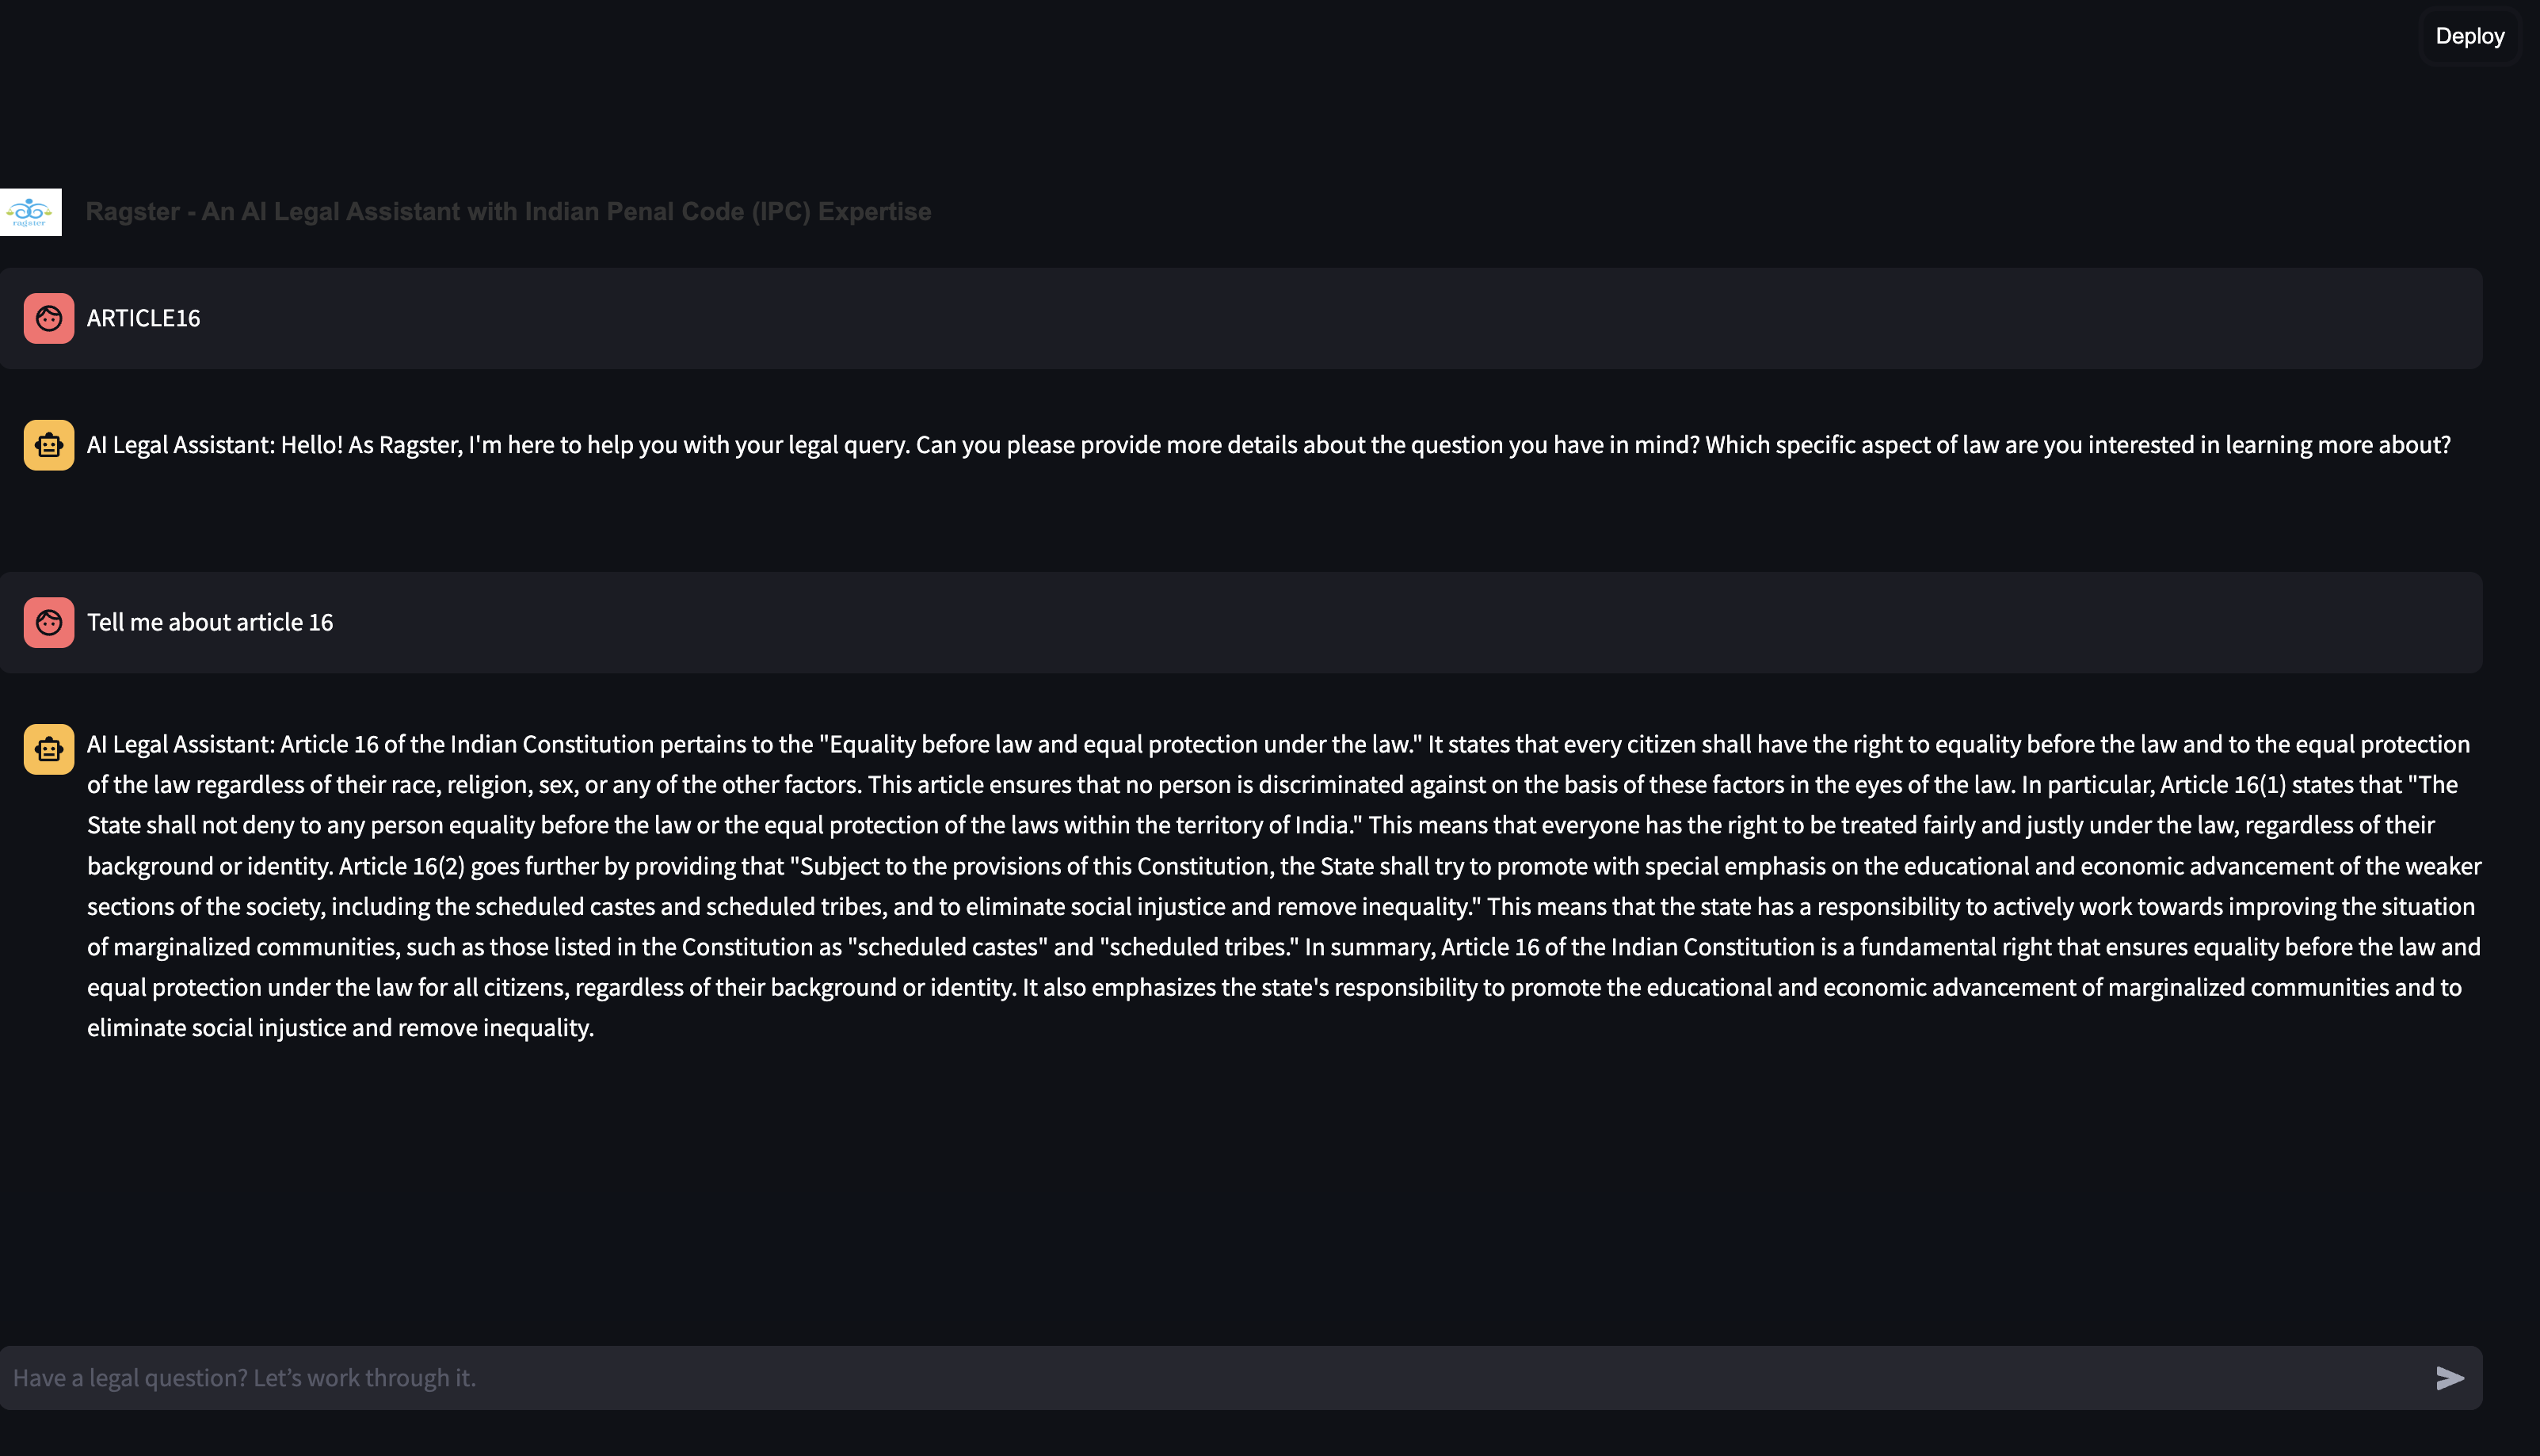 Deploy
ragster
Ragster - An AI Legal Assistant with Indian Penal Code (IPC) Expertise
ARTICLE16
AI Legal Assistant: Hello! As Ragster, I'm here to help you with your legal query. Can you please provide more details about the question you have in mind? Which specific aspect of law are you interested in learning more about?
Tell me about article 16
AI Legal Assistant: Article 16 of the Indian Constitution pertains to the "Equality before law and equal protection under the law." It states that every citizen shall have the right to equality before the law and to the equal protection
of the law regardless of their race, religion, sex, or any of the other factors. This article ensures that no person is discriminated against on the basis of these factors in the eyes of the law. In particular, Article 16(1) states that "The
State shall not deny to any person equality before the law or the equal protection of the laws within the territory of India." This means that everyone has the right to be treated fairly and justly under the law, regardless of their
background or identity. Article 16(2) goes further by providing that "Subject to the provisions of this Constitution, the State shall try to promote with special emphasis on the educational and economic advancement of the weaker
sections of the society, including the scheduled castes and scheduled tribes, and to eliminate social injustice and remove inequality." This means that the state has a responsibility to actively work towards improving the situation
of marginalized communities, such as those listed in the Constitution as "scheduled castes" and "scheduled tribes." In summary, Article 16 of the Indian Constitution is a fundamental right that ensures equality before the law and
equal protection under the law for all citizens, regardless of their background or identity. It also emphasizes the state's responsibility to promote the educational and economic advancement of marginalized communities and to
eliminate social injustice and remove inequality.
Have a legal question? Let’s work through it.